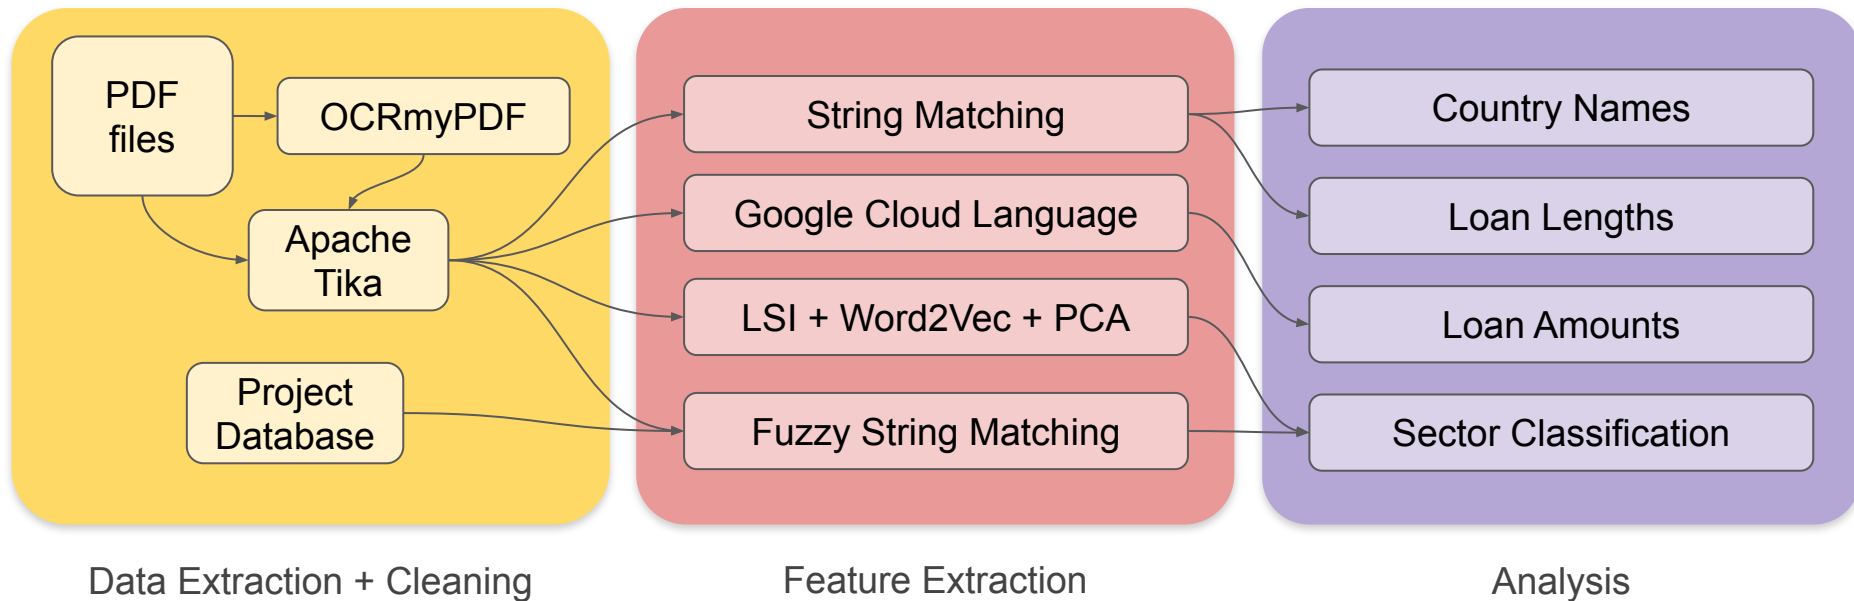 PDF
files
OCRmyPDF
Apache
Tika
Project
Database
Data Extraction + Cleaning
String Matching
Google Cloud Language
LSI + Word2Vec + PCA
Fuzzy String Matching
Feature Extraction
Country Names
Loan Lengths
Loan Amounts
Sector Classification
Analysis